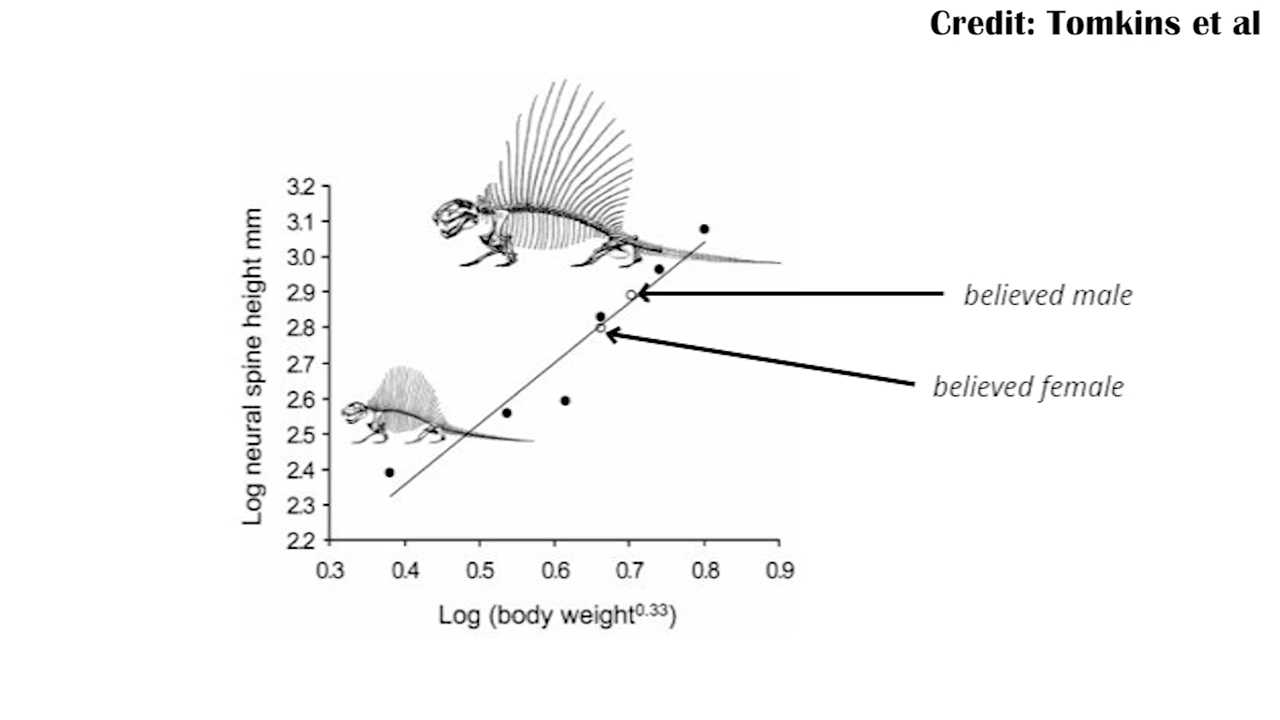 Credit: Tomkins et al
3.2
3.1
3.0
2.9
2.8
2.7
2.6
2.5
2.4
2.3
2.2
Log neural spine height mm
believed male
believed female
0.3 0.4 0.5 0.6 0.7 0.8 0.9
Log (body weight0.33)